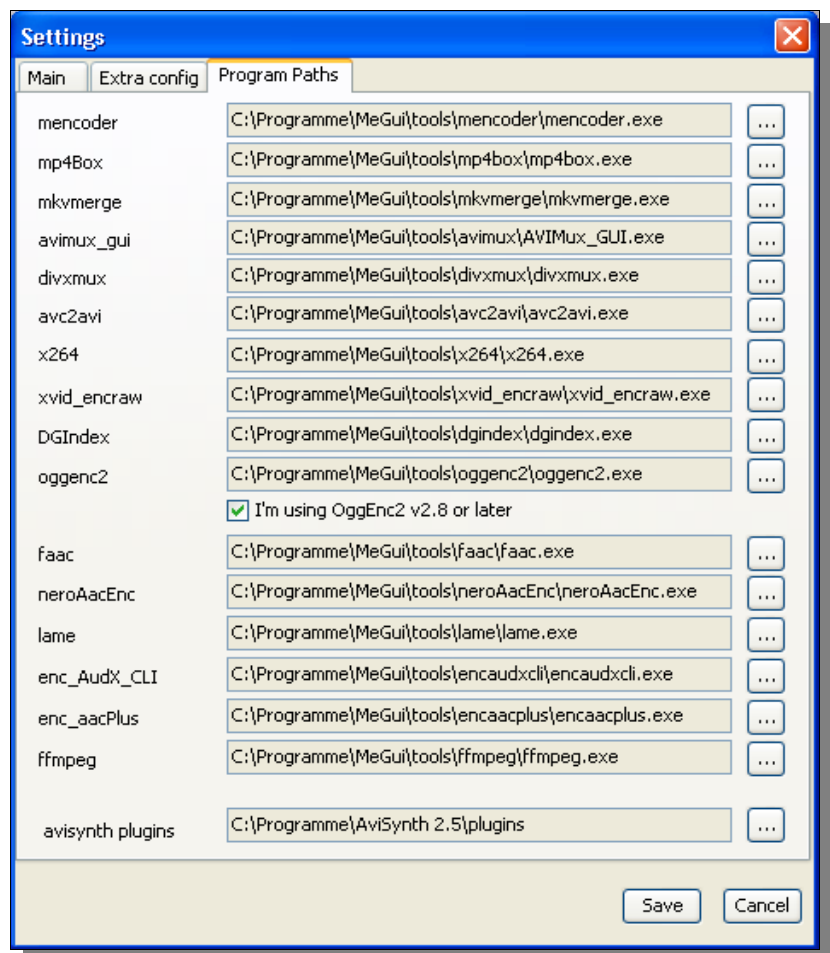 Settings
Main Extra config Program Paths
mencoder C:\Programme\MeGui\tools\mencoder\mencoder.exe ...
mp4Box C:\Programme\MeGui\tools\mp4box\mp4box.exe ...
mkvmerge C:\Programme\MeGui\tools\mkvmerge\mkvmerge.exe ...
avimux_gui C:\Programme\MeGui\tools\avimux\AVIMux_GUI.exe ...
divxmux C:\Programme\MeGui\tools\divxmux\divxmux.exe ...
avc2avi C:\Programme\MeGui\tools\avc2avi\avc2avi.exe ...
x264 C:\Programme\MeGui\tools\x264\x264.exe ...
xvid_encraw C:\Programme\MeGui\tools\xvid_encraw\xvid_encraw.exe ...
DGIndex C:\Programme\MeGui\tools\dgindex\dgindex.exe ...
oggenc2 C:\Programme\MeGui\tools\oggenc2\oggenc2.exe ...
I'm using OggEnc2 v2.8 or later
faac C:\Programme\MeGui\tools\faac\faac.exe ...
neroAacEnc C:\Programme\MeGui\tools\neroAacEnc\neroAacEnc.exe ...
lame C:\Programme\MeGui\tools\lame\lame.exe ...
enc_AudX_CLI C:\Programme\MeGui\tools\encaudxcli\encaudxcli.exe ...
enc_aacPlus C:\Programme\MeGui\tools\encaacplus\encaacplus.exe ...
ffmpeg C:\Programme\MeGui\tools\ffmpeg\ffmpeg.exe ...
avisynth plugins C:\Programme\AviSynth 2.5\plugins ...
Save Cancel